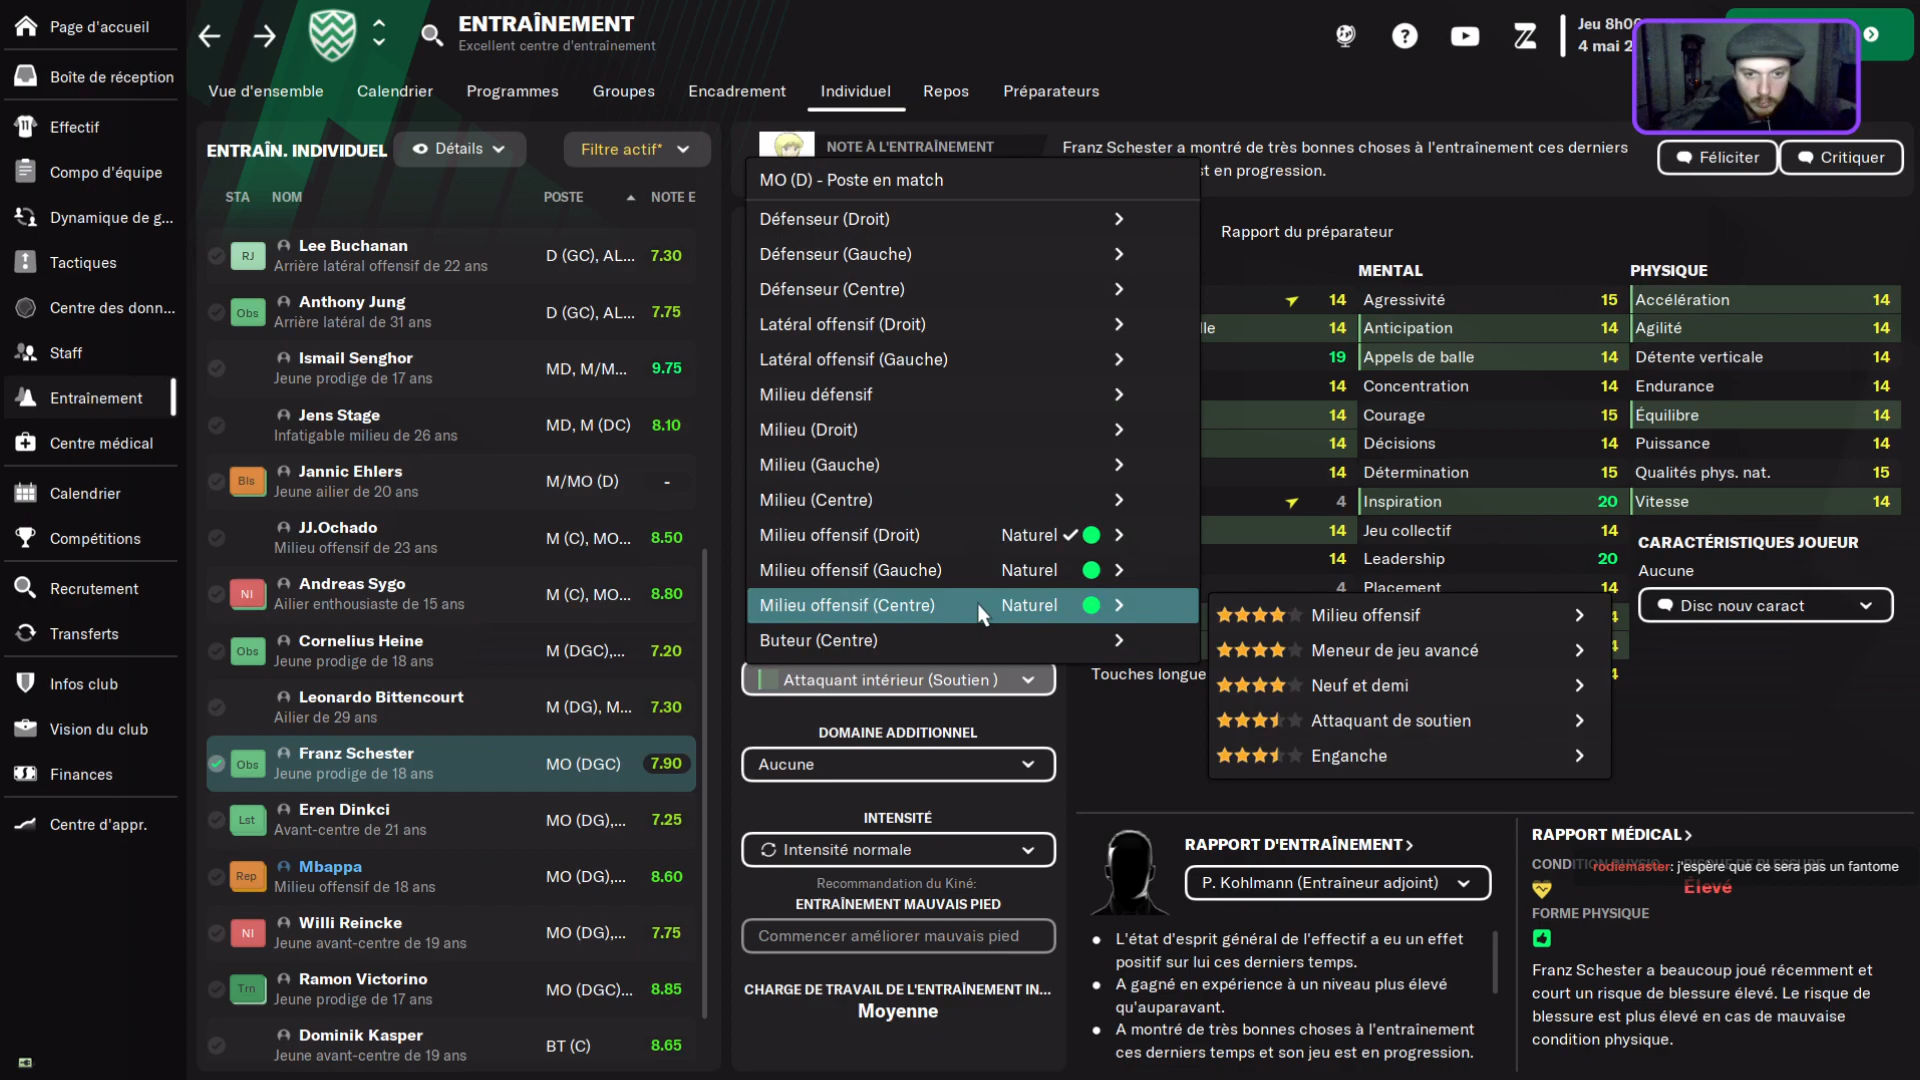 Page d'accueil
Boîte de réception
Effectif
Compo d'équipe
Dynamique de g...
Tactiques
Centre des donn...
Staff
Entraînement
Centre médical
Calendrier
Compétitions
Recrutement
Transferts
Infos club
Vision du club
Finances
Centre d'appr.
ENTRAÎNEMENT
Excellent centre d'entraînement
Jeu 8h00
4 mai 2
Vue d'ensemble
Calendrier
Programmes
Groupes
Encadrement
Individuel
Repos
Préparateurs
ENTRAÎN. INDIVIDUEL
Détails
Filtre actif*
STA NOM POSTE NOTE E
RJ Lee Buchanan D (GC), AL... 7.30
Arrière latéral offensif de 22 ans
Obs Anthony Jung D (GC), AL... 7.75
Arrière latéral de 31 ans
Ismail Senghor MD, M/M... 9.75
Jeune prodige de 17 ans
Jens Stage MD, M (DC) 8.10
Infatigable milieu de 26 ans
Bls Jannic Ehlers M/MO (D) -
Jeune ailier de 20 ans
JJ.Ochado M (C), MO... 8.50
Milieu offensif de 23 ans
NI Andreas Sygo M (C), MO... 8.80
Ailier enthousiaste de 15 ans
Obs Cornelius Heine M (DGC),... 7.20
Jeune prodige de 18 ans
Leonardo Bittencourt M (DG), M... 7.30
Ailier de 29 ans
Obs Franz Schester MO (DGC) 7.90
Jeune prodige de 18 ans
Lst Eren Dinkci MO (DG),... 7.25
Avant-centre de 21 ans
Rep Mbappa MO (DG),... 8.60
Milieu offensif de 18 ans
NI Willi Reincke MO (DG),... 7.75
Jeune avant-centre de 19 ans
Trn Ramon Victorino MO (DGC)... 8.85
Jeune prodige de 17 ans
Dominik Kasper BT (C) 8.65
Jeune avant-centre de 19 ans
NOTE À L'ENTRAÎNEMENT
Franz Schester a montré de très bonnes choses à l'entraînement ces derniers
st en progression.
Féliciter
Critiquer
MO (D) - Poste en match
Défenseur (Droit)
Défenseur (Gauche)
Défenseur (Centre)
Latéral offensif (Droit)
Latéral offensif (Gauche)
Milieu défensif
Milieu (Droit)
Milieu (Gauche)
Milieu (Centre)
Milieu offensif (Droit) Naturel
Milieu offensif (Gauche) Naturel
Milieu offensif (Centre) Naturel
Buteur (Centre)
Milieu offensif
Meneur de jeu avancé
Neuf et demi
Attaquant de soutien
Enganche
Attaquant intérieur (Soutien )
DOMAINE ADDITIONNEL
Aucune
INTENSITÉ
Intensité normale
Recommandation du Kiné:
ENTRAÎNEMENT MAUVAIS PIED
Commencer améliorer mauvais pied
CHARGE DE TRAVAIL DE L'ENTRAÎNEMENT IN...
Moyenne
Rapport du préparateur
MENTAL PHYSIQUE
14 Agressivité 15 Accélération 14
lle 14 Anticipation 14 Agilité 14
19 Appels de balle 14 Détente verticale 14
14 Concentration 14 Endurance 14
14 Courage 15 Équilibre 14
14 Décisions 14 Puissance 14
14 Détermination 15 Qualités phys. nat. 15
4 Inspiration 20 Vitesse 14
14 Jeu collectif 14
14 Leadership 20
4 Placement 14
4
4
Touches longue 4
CARACTÉRISTIQUES JOUEUR
Aucune
Disc nouv caract
RAPPORT D'ENTRAÎNEMENT
P. Kohlmann (Entraîneur adjoint)
L'état d'esprit général de l'effectif a eu un effet
positif sur lui ces derniers temps.
A gagné en expérience à un niveau plus élevé
qu'auparavant.
A montré de très bonnes choses à l'entraînement
ces derniers temps et son jeu est en progression.
RAPPORT MÉDICAL
CONDITION PHYSIQ RISQUE DE BLESSURE
rodiemaster: j'espère que ce sera pas un fantome
Élevé
FORME PHYSIQUE
Franz Schester a beaucoup joué récemment et
court un risque de blessure élevé. Le risque de
blessure est plus élevé en cas de mauvaise
condition physique.